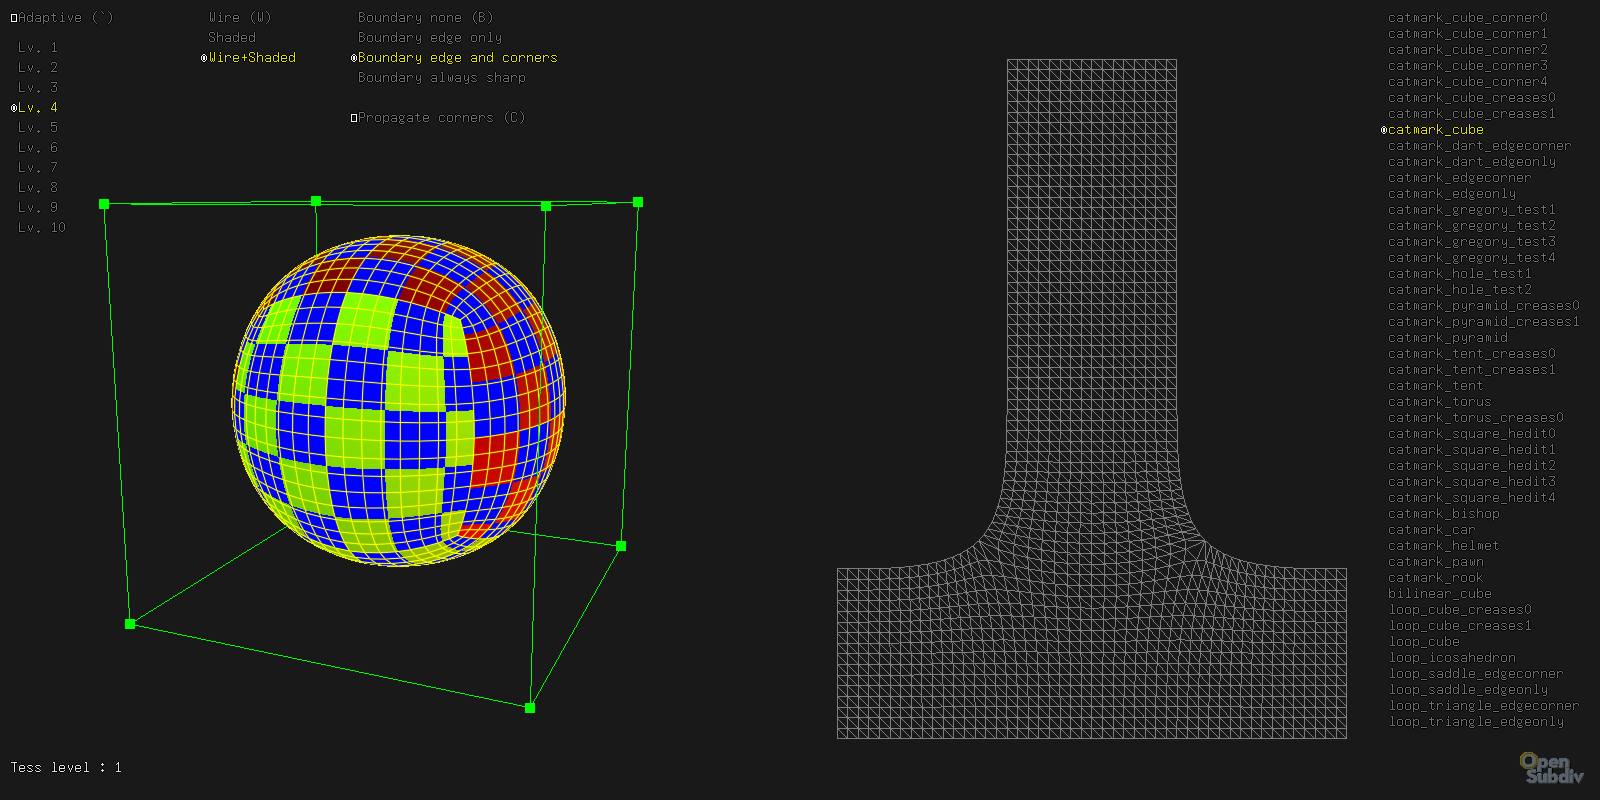 Adaptive (`)
Lv. 1
Lv. 2
Lv. 3
Lv. 4
Lv. 5
Lv. 6
Lv. 7
Lv. 8
Lv. 9
Lv. 10
Wire (W)
Shaded
Wire+Shaded
Boundary none (B)
Boundary edge only
Boundary edge and corners
Boundary always sharp
Propagate corners (C)
catmark_cube_corner0
catmark_cube_corner1
catmark_cube_corner2
catmark_cube_corner3
catmark_cube_corner4
catmark_cube_creases0
catmark_cube_creases1
catmark_cube
catmark_dart_edgecorner
catmark_dart_edgeonly
catmark_edgecorner
catmark_edgeonly
catmark_gregory_test1
catmark_gregory_test2
catmark_gregory_test3
catmark_gregory_test4
catmark_hole_test1
catmark_hole_test2
catmark_pyramid_creases0
catmark_pyramid_creases1
catmark_pyramid
catmark_tent_creases0
catmark_tent_creases1
catmark_tent
catmark_torus
catmark_torus_creases0
catmark_square_hedit0
catmark_square_hedit1
catmark_square_hedit2
catmark_square_hedit3
catmark_square_hedit4
catmark_bishop
catmark_car
catmark_helmet
catmark_pawn
catmark_rook
bilinear_cube
loop_cube_creases0
loop_cube_creases1
loop_cube
loop_icosahedron
loop_saddle_edgecorner
loop_saddle_edgeonly
loop_triangle_edgecorner
loop_triangle_edgeonly
Tess level : 1
Open
Subdiv